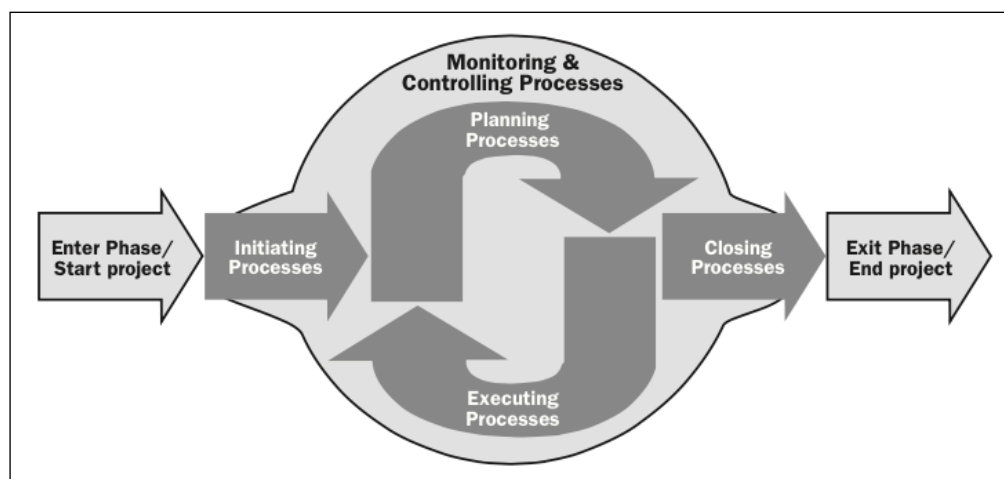 Monitoring &
Controlling Processes
Planning
Processes
Enter Phase/
Start project
Initiating
Processes
Closing
Processes
Exit Phase/
End project
Executing
Processes